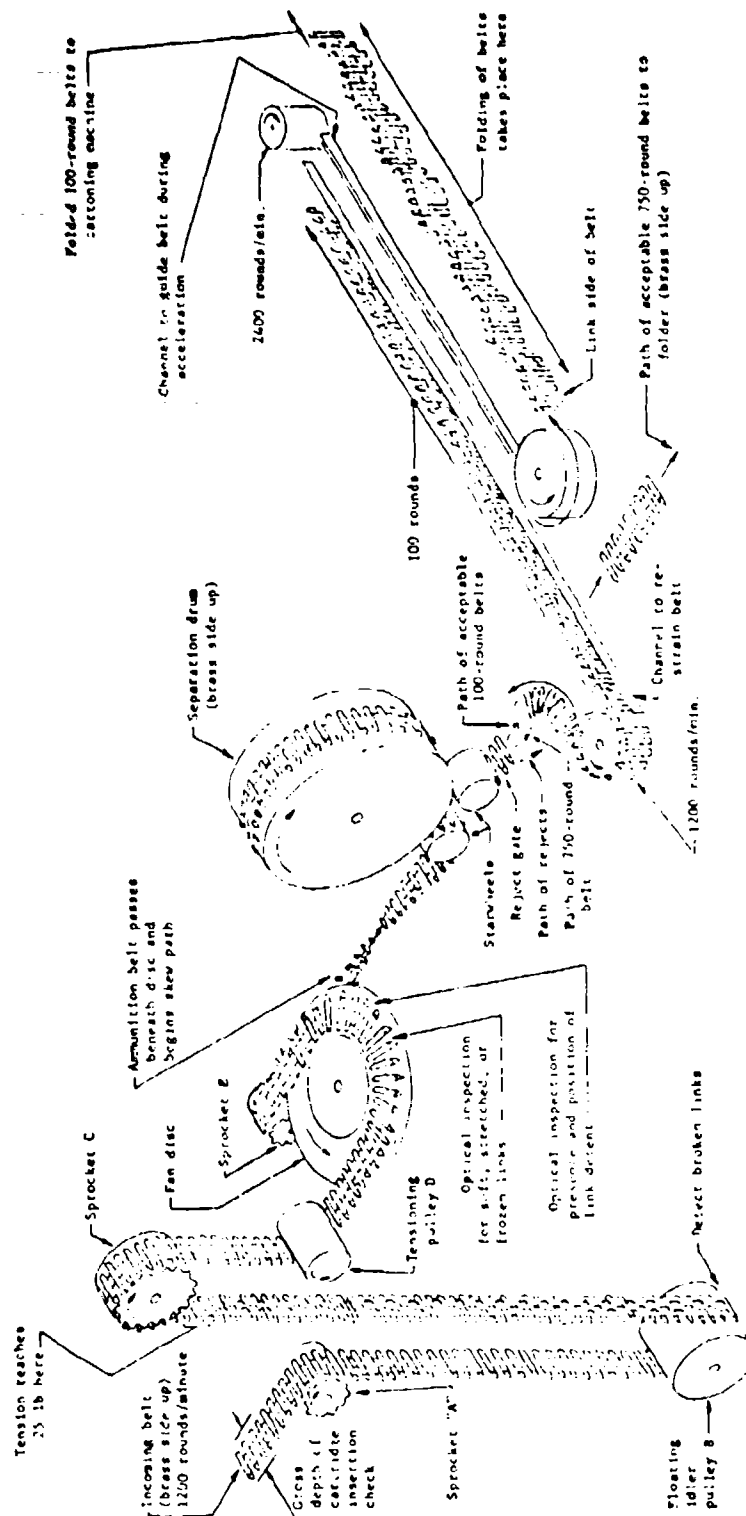 Tension reaches
25 lb here
Incoming belt
(brass side up)
1200 rounds/minute
Gross
depth of
cartridge
insertion
check
Sprocket "A"
Floating
idler
pulley B
Detect broken links
Sprocket C
Tensioning
pulley D
Fan disc
Sprocket E
Ammunition belt passes
beneath disc and
begins skew path
Optical inspection
for soft, stretched, or
frozen links
Optical inspection for
presence and position of
link detent
Separation drum
(brass side up)
Starwheels
Reject gate
Path of rejects
Path of 750-round
belt
Path of acceptable
100-round belts
1200 rounds/min.
Channel to re-
strain belt
100 rounds
2400 rounds/min.
Channel to guide belt during
acceleration
Folded 100-round belts to
cartoning machine
Folding of belts
takes place here
Link side of belt
Path of acceptable 750-round belts to
folder (brass side up)